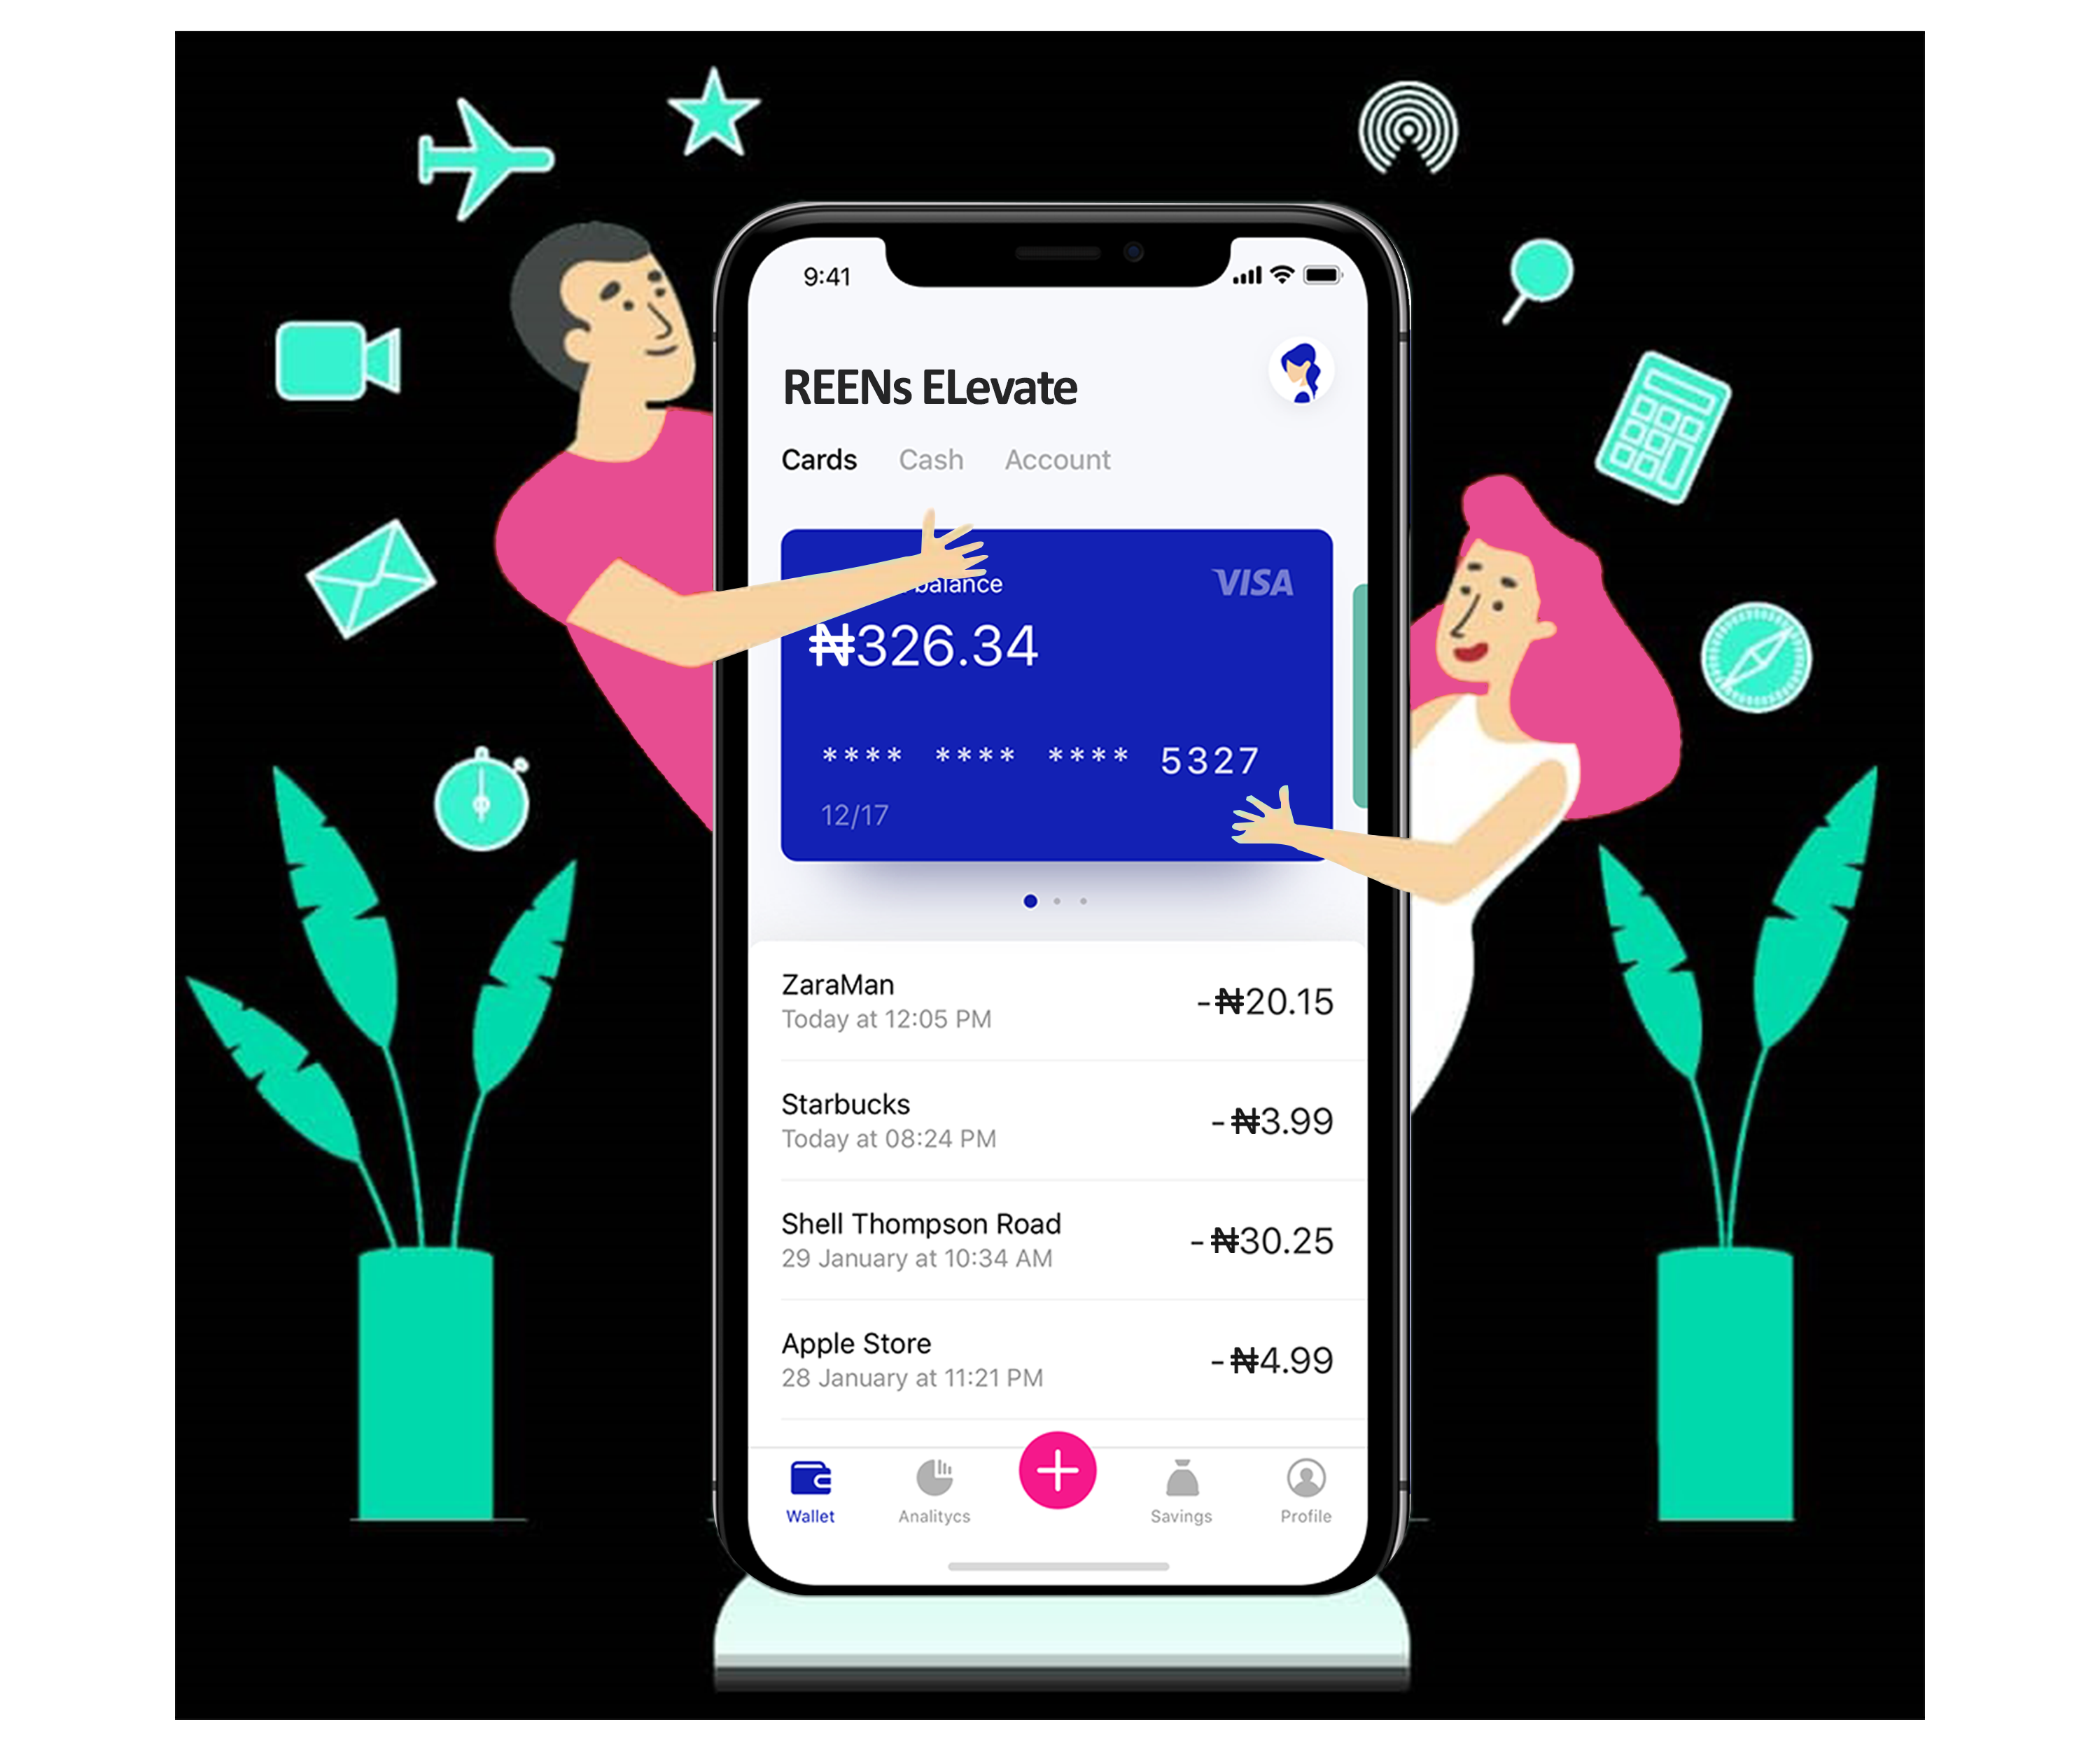 9:41
REENs ELevate
Cards Cash Account
balance
VISA
₦326.34
**** **** **** 5327
12/17
ZaraMan
-₦20.15
Today at 12:05 PM
Starbucks
-₦3.99
Today at 08:24 PM
Shell Thompson Road
-₦30.25
29 January at 10:34 AM
Apple Store
-₦4.99
28 January at 11:21 PM
Wallet Analitycs Savings Profile